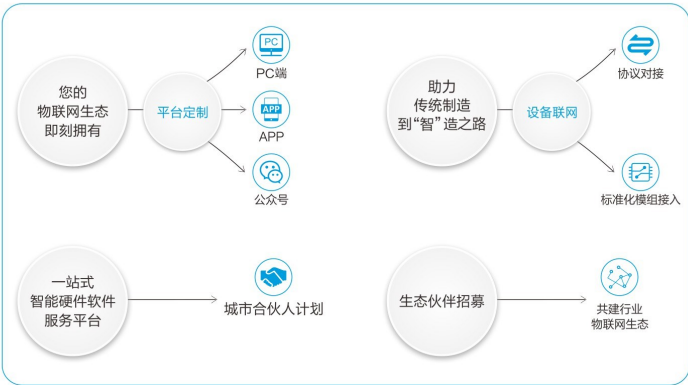 您的
物联网生态
即刻拥有
平台定制
PC
PC端
APP
APP
公众号
助力
传统制造
到“智”造之路
设备联网
协议对接
标准化模组接入
一站式
智能硬件软件
服务平台
城市合伙人计划
生态伙伴招募
共建行业
物联网生态